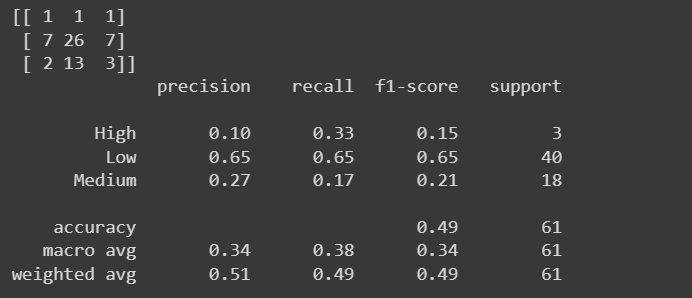 [[ 1  1  1]
 [ 7 26  7]
 [ 2 13  3]]
              precision    recall  f1-score   support

        High       0.10      0.33      0.15         3
         Low       0.65      0.65      0.65        40
      Medium       0.27      0.17      0.21        18

    accuracy                           0.49        61
   macro avg       0.34      0.38      0.34        61
weighted avg       0.51      0.49      0.49        61